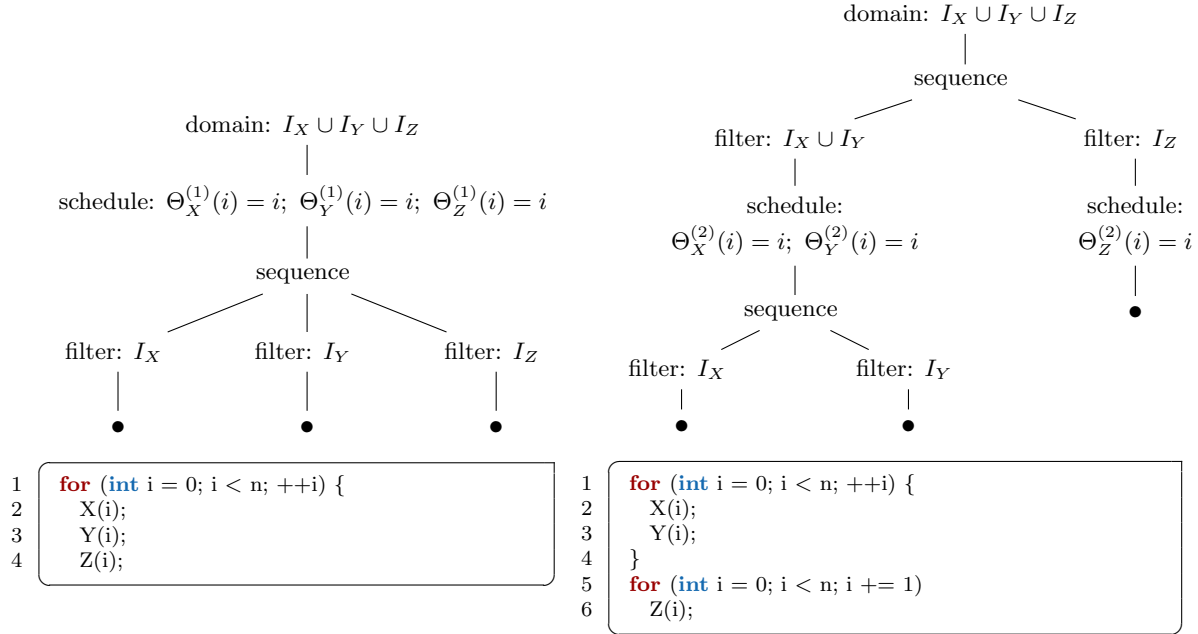 domain: I_X ∪ I_Y ∪ I_Z
schedule: Θ_X^{(1)}(i) = i; Θ_Y^{(1)}(i) = i; Θ_Z^{(1)}(i) = i
sequence
filter: I_X
filter: I_Y
filter: I_Z
1 for (int i = 0; i < n; ++i) {
2 X(i);
3 Y(i);
4 Z(i);
domain: I_X ∪ I_Y ∪ I_Z
sequence
filter: I_X ∪ I_Y
filter: I_Z
schedule:
Θ_X^{(2)}(i) = i; Θ_Y^{(2)}(i) = i
schedule:
Θ_Z^{(2)}(i) = i
sequence
filter: I_X
filter: I_Y
1 for (int i = 0; i < n; ++i) {
2 X(i);
3 Y(i);
4 }
5 for (int i = 0; i < n; i += 1)
6 Z(i);